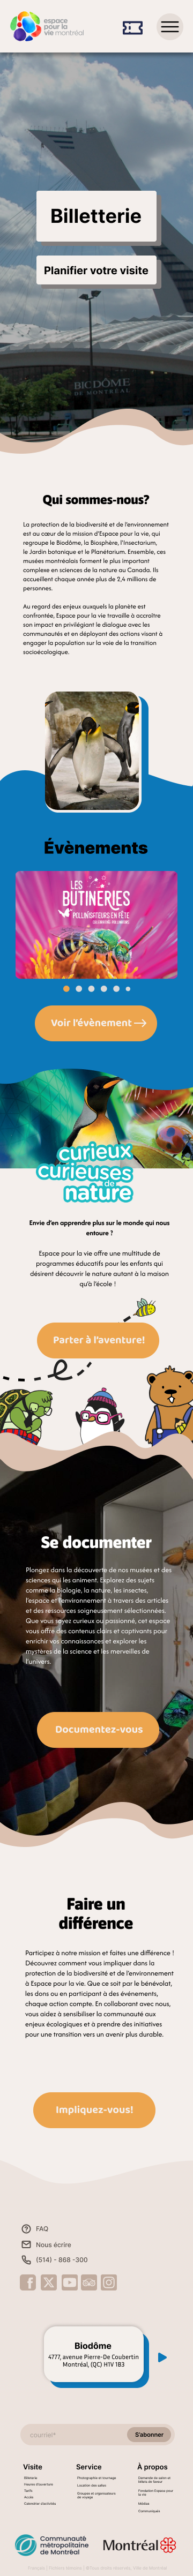 espace
pour la
vie montréal
Billetterie
Planifier votre visite
BIODÔME
DE MONTRÉAL
Qui sommes-nous?
La protection de la biodiversité et de l'environnement
est au cœur de la mission d'Espace pour la vie, qui
regroupe le Biodôme, la Biosphère, l'Insectarium,
le Jardin botanique et le Planétarium. Ensemble, ces
musées montréalais forment le plus important
complexe en sciences de la nature au Canada. Ils
accueillent chaque année plus de 2,4 millions de
personnes.
Au regard des enjeux auxquels la planète est
confrontée, Espace pour la vie travaille à accroître
son impact en privilégiant le dialogue avec les
communautés et en déployant des actions visant à
engager la population sur la voie de la transition
socioécologique.
Évènements
LES
BUTINERIES
POLLINISATEURS EN FÊTE
Voir l'évènement
curieux
curieuses
de
nature
Envie d'en apprendre plus sur le monde qui nous
entoure ?
Espace pour la vie offre une multitude de
programmes éducatifs pour les enfants qui
désirent découvrir la nature autant à la maison
qu'à l'école !
Parter à l'aventure!
Se documenter
Plongez dans la découverte de nos musées et des
sciences qui les animent. Explorez des sujets
comme la biologie, la nature, les insectes,
l'espace et l'environnement à travers des articles
et des ressources soigneusement sélectionnées.
Que vous soyez curieux ou passionné, cet espace
vous offre des contenus clairs et captivants pour
enrichir vos connaissances et explorer les
mystères de la science et les merveilles de
l'univers.
Documentez-vous
Faire un
différence
Participez à notre mission et faites une différence !
Découvrez comment vous impliquer dans la
protection de la biodiversité et de l'environnement
à Espace pour la vie. Que ce soit par le bénévolat,
les dons ou en participant à des événements,
chaque action compte. En collaborant avec nous,
vous aidez à sensibiliser la communauté aux
enjeux écologiques et à prendre des initiatives
pour une transition vers un avenir plus durable.
Impliquez-vous!
FAQ
Nous écrire
(514) - 868 -300
Biodôme
4777, avenue Pierre-De Coubertin
Montréal, (QC) H1V 1B3
courriel*
S'abonner
Visite
Billeterie
Heures d'ouverture
Tarifs
Accès
Calendrier cital média
Service
Photographie et tournage
Location des salles
Groupes et organisateurs
de voyage
À propos
Demande de salon et
Fondation Espace pour
la vie
Médias
Communiqués
Communauté
métropolitaine
de Montréal
Montréal